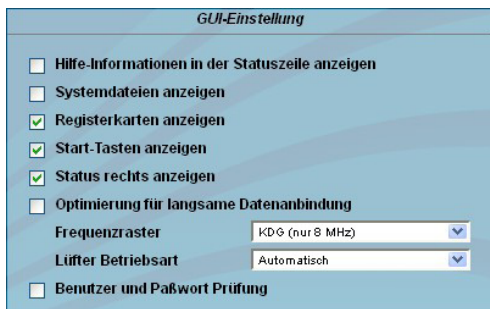 GUI-Einstellung
Hilfe-Informationen in der Statuszeile anzeigen
Systemdateien anzeigen
Registerkarten anzeigen
Start-Tasten anzeigen
Status rechts anzeigen
Optimierung für langsame Datenanbindung
Frequenzraster KDG (nur 8 MHz)
Lüfter Betriebsart Automatisch
Benutzer und Paßwort Prüfung